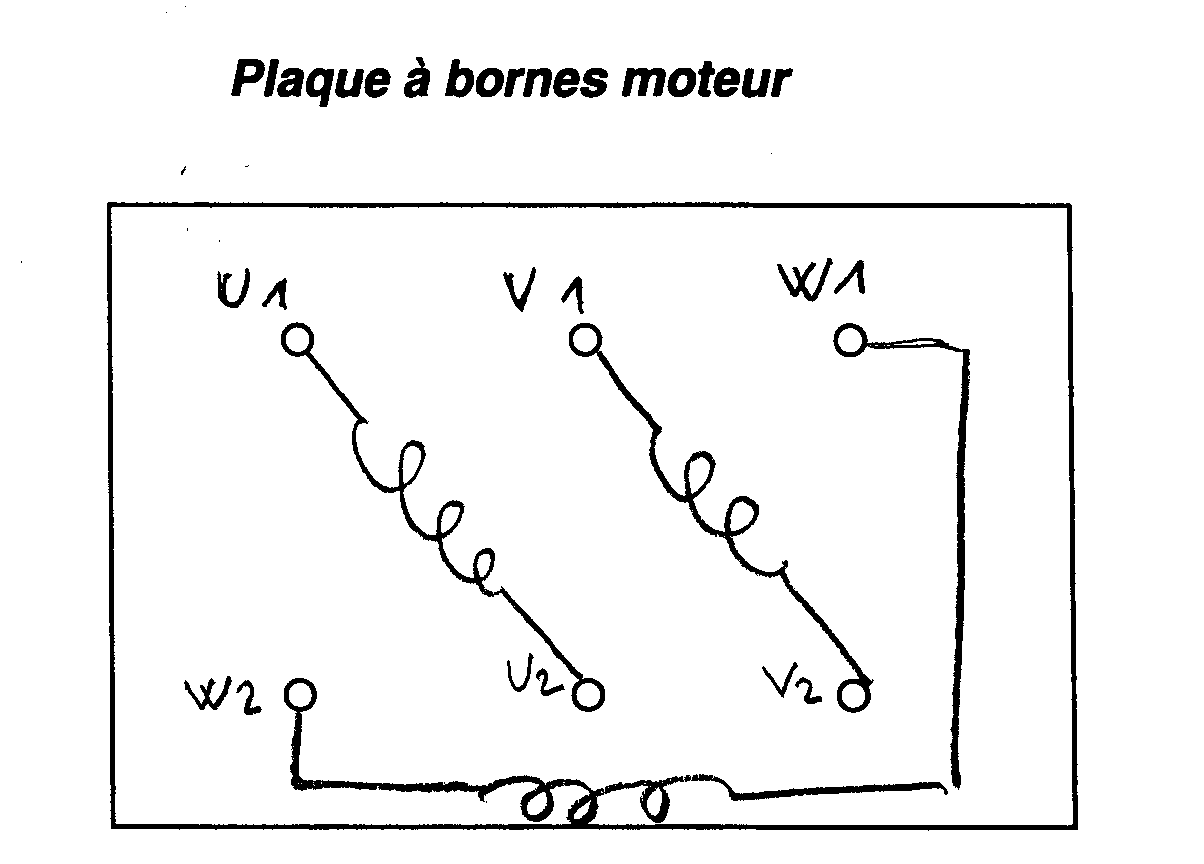 Plaque à bornes moteur
U1 V1 W1
W2 U2 V2